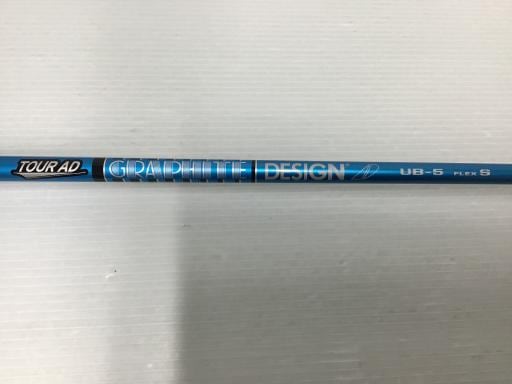 TOUR AD GRAPHITE DESIGN UB-5 FLEX S